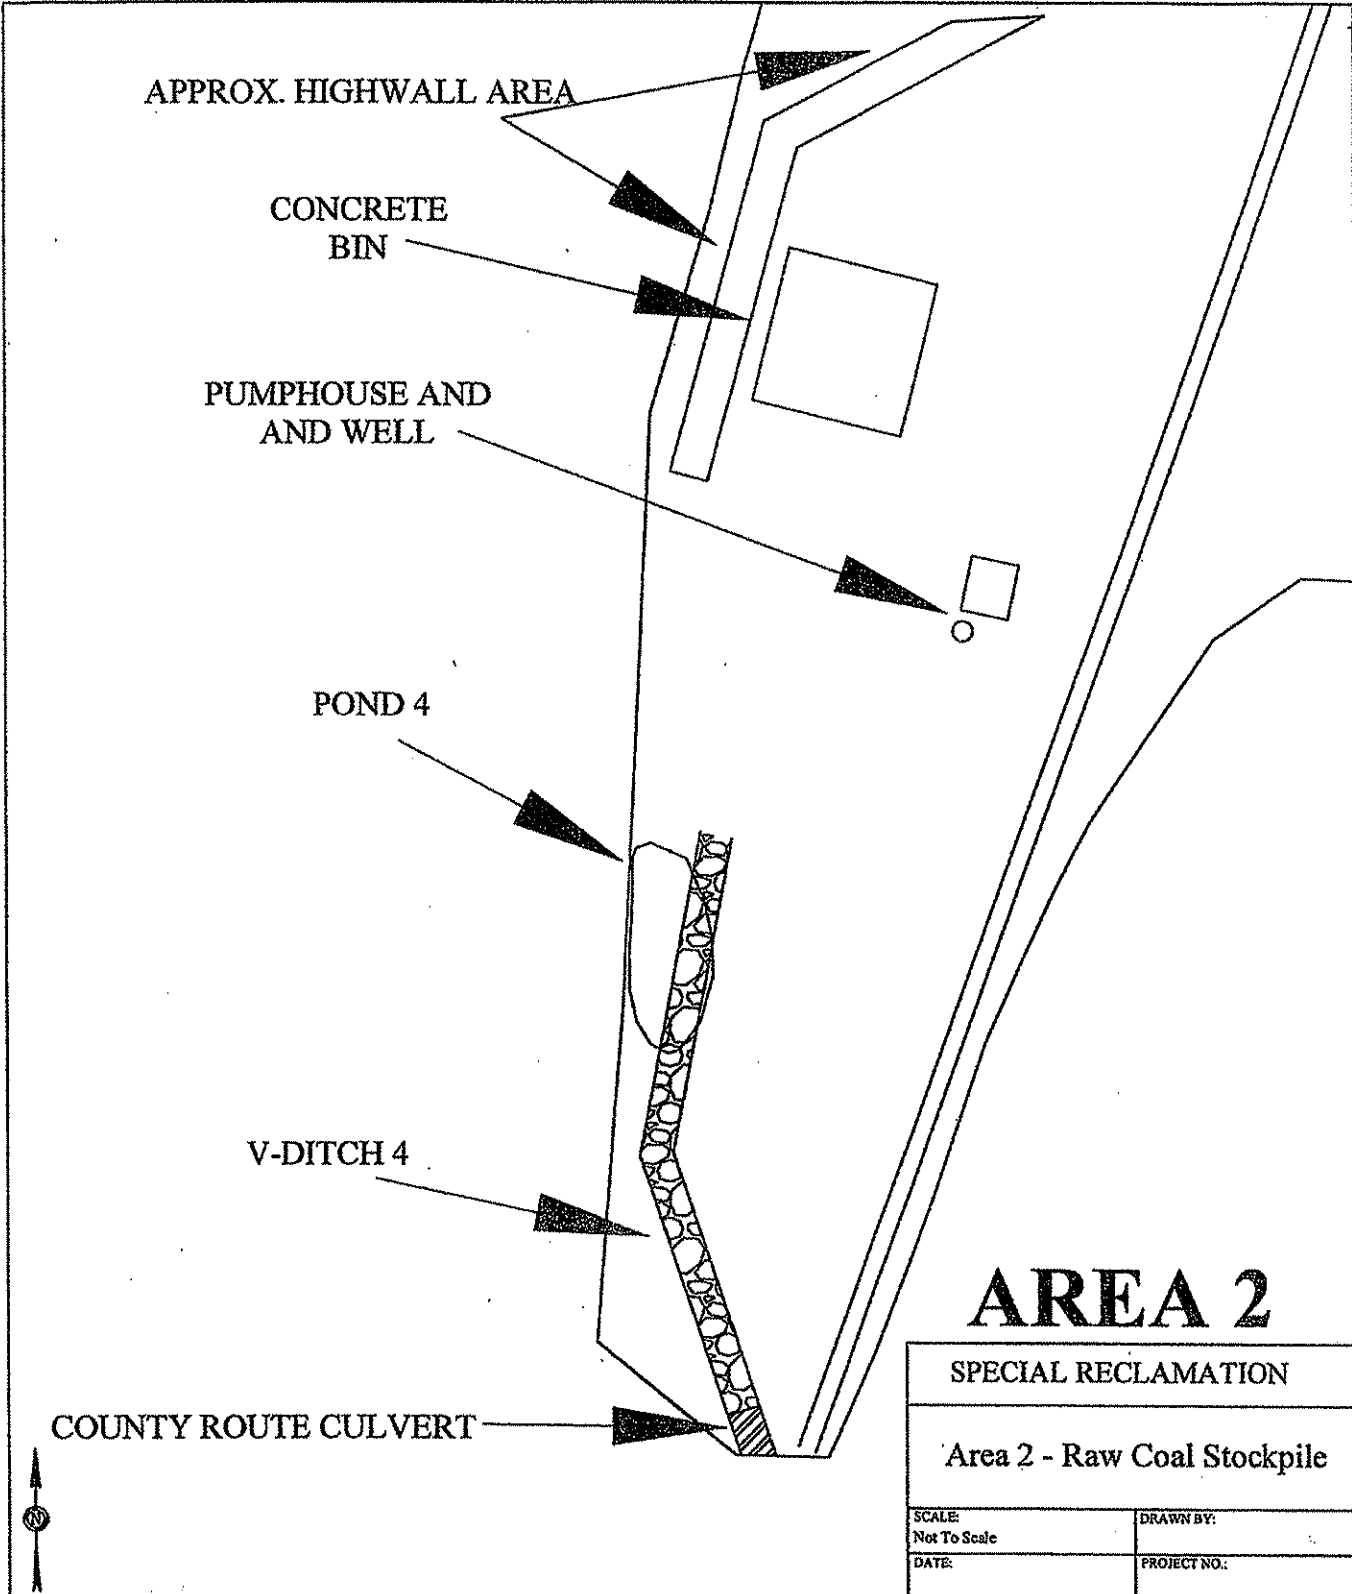 APPROX. HIGHWALL AREA
CONCRETE
BIN
PUMPHOUSE AND
AND WELL
POND 4
V-DITCH 4
COUNTY ROUTE CULVERT
N
AREA 2
SPECIAL RECLAMATION
Area 2 - Raw Coal Stockpile
SCALE:
Not To Scale
DRAWN BY:
DATE:
PROJECT NO.: